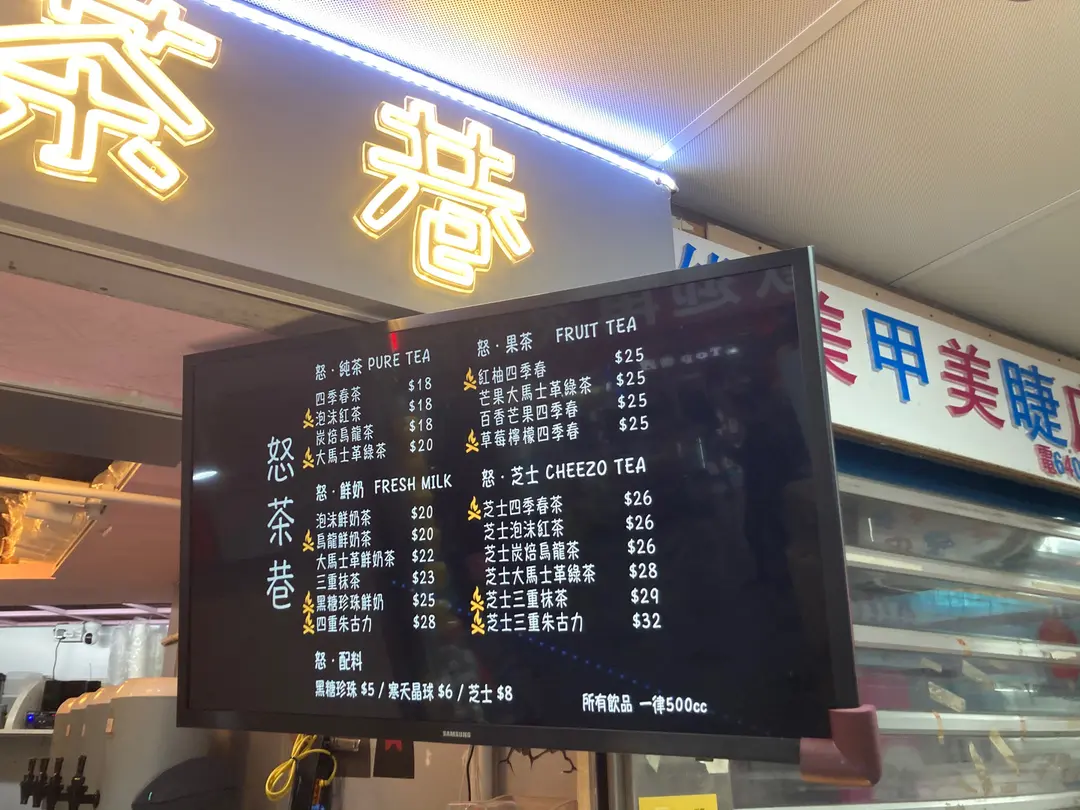 茶 巷
怒茶巷
怒·純茶 PURE TEA
四季春茶 $18
泡沫紅茶 $18
炭焙烏龍茶 $18
大馬士革綠茶 $20
怒·鮮奶 FRESH MILK
泡沫鮮奶茶 $20
烏龍鮮奶茶 $20
大馬士革鮮奶茶 $22
三重抹茶 $23
黑糖珍珠鮮奶 $25
四重朱古力 $28
怒·配料
黑糖珍珠 $5 / 寒天晶球 $6 / 芝士 $8
怒·果茶 FRUIT TEA
紅柚四季春 $25
芒果大馬士革綠茶 $25
百香芒果四季春 $25
草莓檸檬四季春 $25
怒·芝士 CHEEZO TEA
芝士四季春茶 $26
芝士泡沫紅茶 $26
芝士炭焙烏龍茶 $26
芝士大馬士革綠茶 $28
芝士三重抹茶 $29
芝士三重朱古力 $32
所有飲品 一律500cc
SAMSUNG
美甲美睫
電640